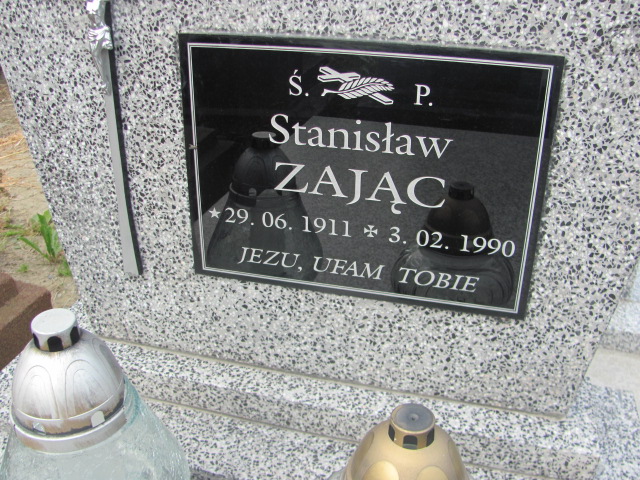 Ś. P.
Stanisław
ZAJĄC
★29. 06. 1911 ✠ 3. 02. 1990
JEZU, UFAM TOBIE